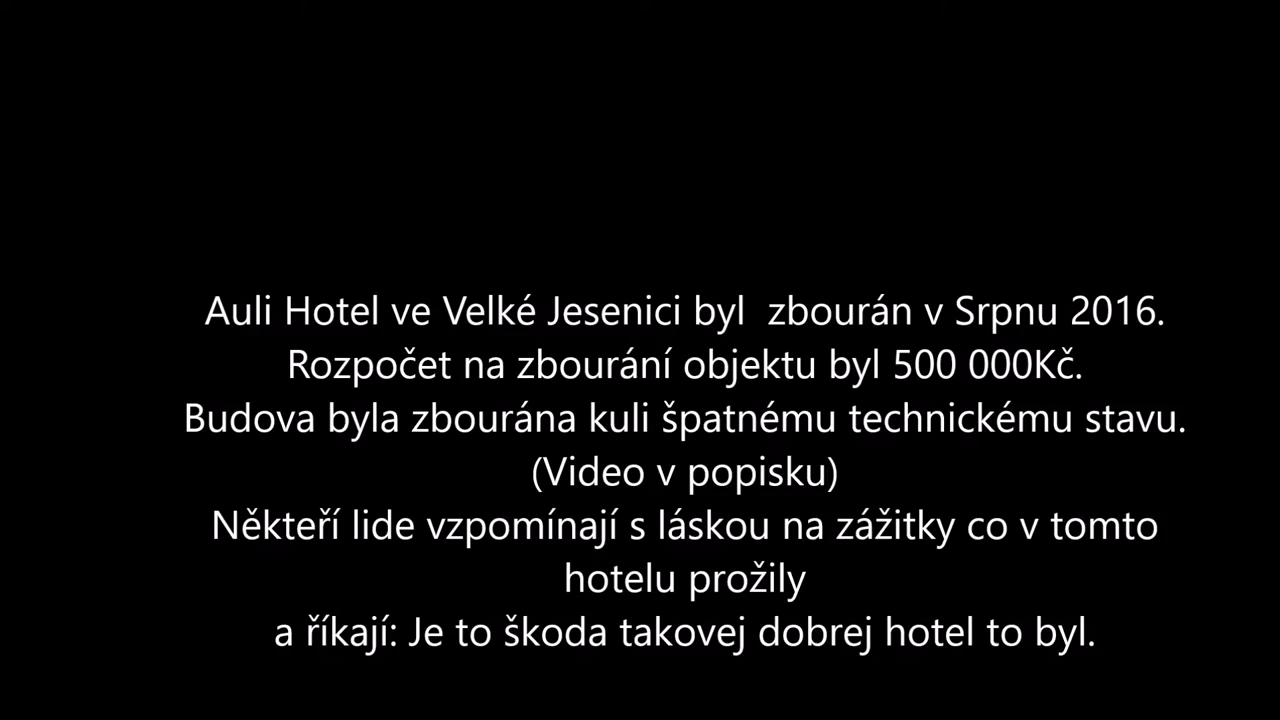 Auli Hotel ve Velké Jesenici byl  zbourán v Srpnu 2016.
Rozpočet na zbourání objektu byl 500 000Kč.
Budova byla zbourána kuli špatnému technickému stavu.
(Video v popisku)
Někteří lide vzpomínají s láskou na zážitky co v tomto
hotelu prožily
a říkají: Je to škoda takovej dobrej hotel to byl.